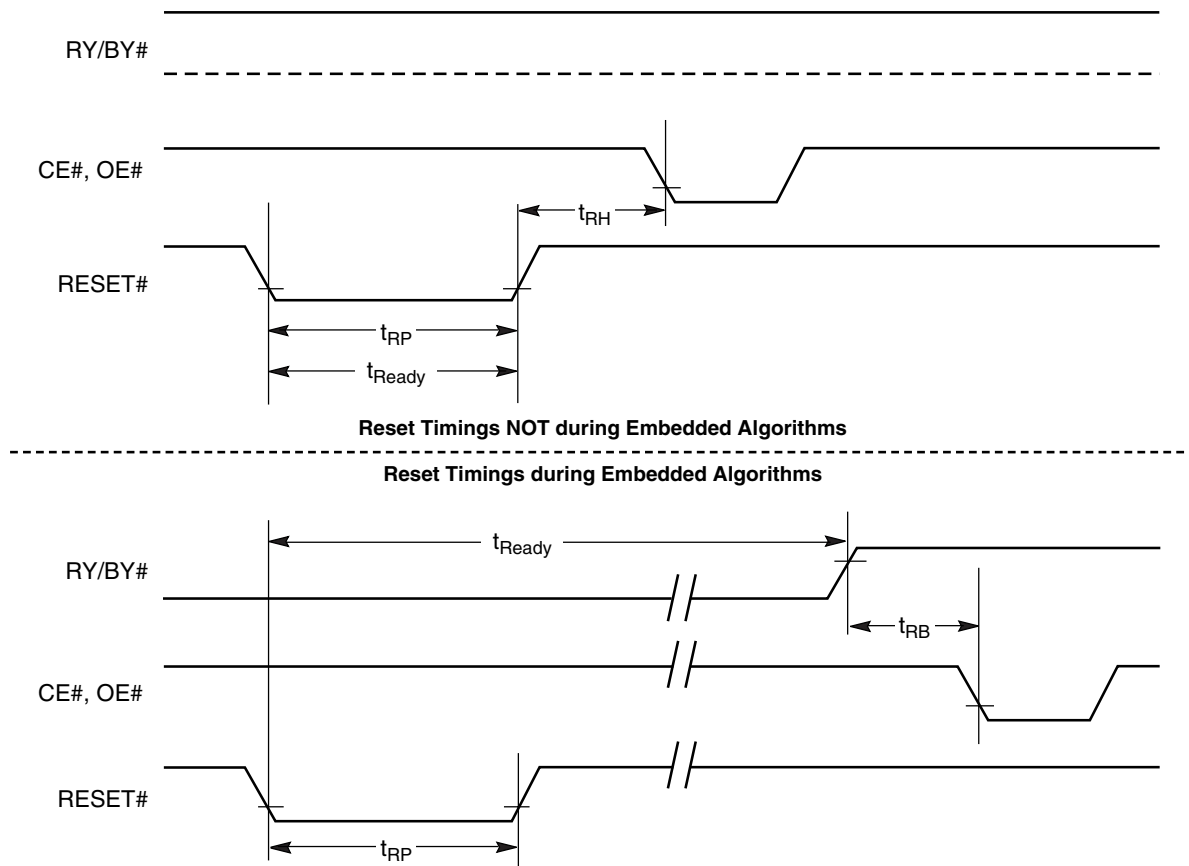 RY/BY#
CE#, OE#
tRH
RESET#
tRP
tReady
Reset Timings NOT during Embedded Algorithms
Reset Timings during Embedded Algorithms
tReady
RY/BY#
tRB
CE#, OE#
RESET#
tRP